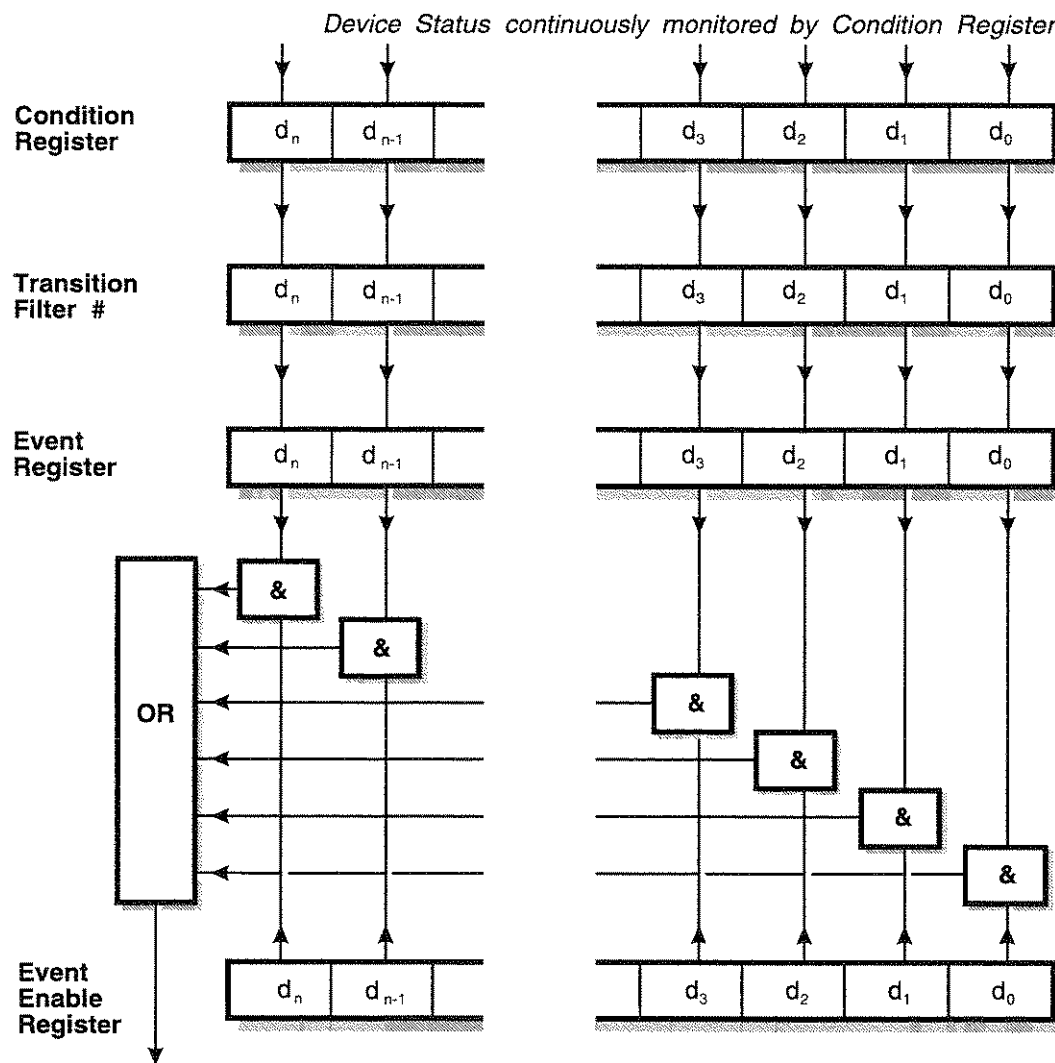 Device Status continuously monitored by Condition Register
Condition
Register
dn dn-1 d3 d2 d1 d0
Transition
Filter #
dn dn-1 d3 d2 d1 d0
Event
Register
dn dn-1 d3 d2 d1 d0
&
&
OR
&
&
&
&
Event
Enable
Register
dn dn-1 d3 d2 d1 d0